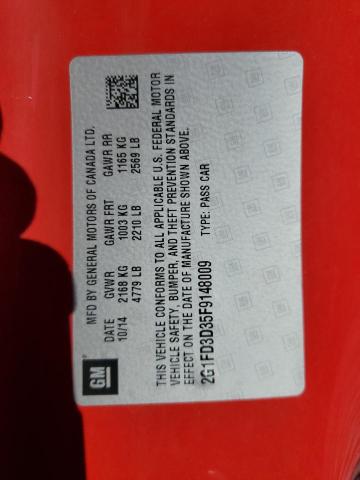 GM
MFD BY GENERAL MOTORS OF CANADA LTD.
DATE GVWR GAWR FRT GAWR RR
10/14 2168 KG 1003 KG 1165 KG
4779 LB 2210 LB 2569 LB
THIS VEHICLE CONFORMS TO ALL APPLICABLE U.S. FEDERAL MOTOR
VEHICLE SAFETY, BUMPER, AND THEFT PREVENTION STANDARDS IN
EFFECT ON THE DATE OF MANUFACTURE SHOWN ABOVE.
2G1FD3D35F9148009 TYPE: PASS CAR